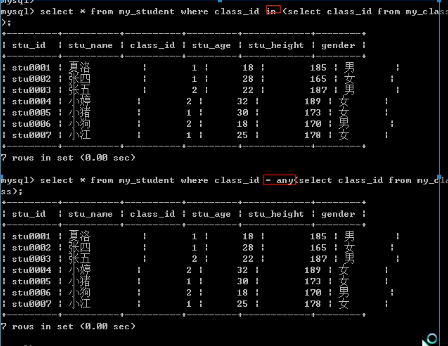 mysql> select * from my_student where class_id in (select class_id from my_class
);
+---------+----------+----------+---------+------------+--------+
| stu_id | stu_name | class_id | stu_age | stu_height | gender |
+---------+----------+----------+---------+------------+--------+
| stu0001 | 夏洛 | 1 | 18 | 185 | 男 |
| stu0002 | 张四 | 1 | 28 | 165 | 女 |
| stu0003 | 张五 | 2 | 22 | 187 | 男 |
| stu0004 | 小婷 | 2 | 32 | 189 | 女 |
| stu0005 | 小猪 | 1 | 30 | 173 | 女 |
| stu0006 | 小狗 | 2 | 18 | 170 | 男 |
| stu0007 | 小江 | 1 | 25 | 178 | 女 |
+---------+----------+----------+---------+------------+--------+
7 rows in set (0.00 sec)
mysql> select * from my_student where class_id = any(select class_id from my_cla
ss);
+---------+----------+----------+---------+------------+--------+
| stu_id | stu_name | class_id | stu_age | stu_height | gender |
+---------+----------+----------+---------+------------+--------+
| stu0001 | 夏洛 | 1 | 18 | 185 | 男 |
| stu0002 | 张四 | 1 | 28 | 165 | 女 |
| stu0003 | 张五 | 2 | 22 | 187 | 男 |
| stu0004 | 小婷 | 2 | 32 | 189 | 女 |
| stu0005 | 小猪 | 1 | 30 | 173 | 女 |
| stu0006 | 小狗 | 2 | 18 | 170 | 男 |
| stu0007 | 小江 | 1 | 25 | 178 | 女 |
+---------+----------+----------+---------+------------+--------+
7 rows in set (0.00 sec)